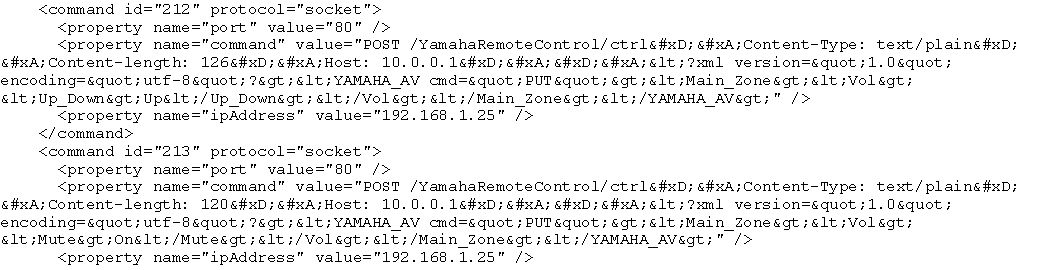 <command id="212" protocol="socket">
<property name="port" value="80" />
<property name="command" value="POST /YamahaRemoteControl/ctrl&#xD;&#xA;Content-Type: text/plain&#xD;
&#xA;Content-length: 126&#xD;&#xA;Host: 10.0.0.1&#xD;&#xA;&#xD;&#xA;&lt;?xml version=&quot;1.0&quot;
encoding=&quot;utf-8&quot;?&gt;&lt;YAMAHA_AV cmd=&quot;PUT&quot;&gt;&lt;Main_Zone&gt;&lt;Vol&gt;
&lt;Up_Down&gt;Up&lt;/Up_Down&gt;&lt;/Vol&gt;&lt;/Main_Zone&gt;&lt;/YAMAHA_AV&gt;" />
<property name="ipAddress" value="192.168.1.25" />
</command>
<command id="213" protocol="socket">
<property name="port" value="80" />
<property name="command" value="POST /YamahaRemoteControl/ctrl&#xD;&#xA;Content-Type: text/plain&#xD;
&#xA;Content-length: 120&#xD;&#xA;Host: 10.0.0.1&#xD;&#xA;&#xD;&#xA;&lt;?xml version=&quot;1.0&quot;
encoding=&quot;utf-8&quot;?&gt;&lt;YAMAHA_AV cmd=&quot;PUT&quot;&gt;&lt;Main_Zone&gt;&lt;Vol&gt;
&lt;Mute&gt;On&lt;/Mute&gt;&lt;/Vol&gt;&lt;/Main_Zone&gt;&lt;/YAMAHA_AV&gt;" />
<property name="ipAddress" value="192.168.1.25" />